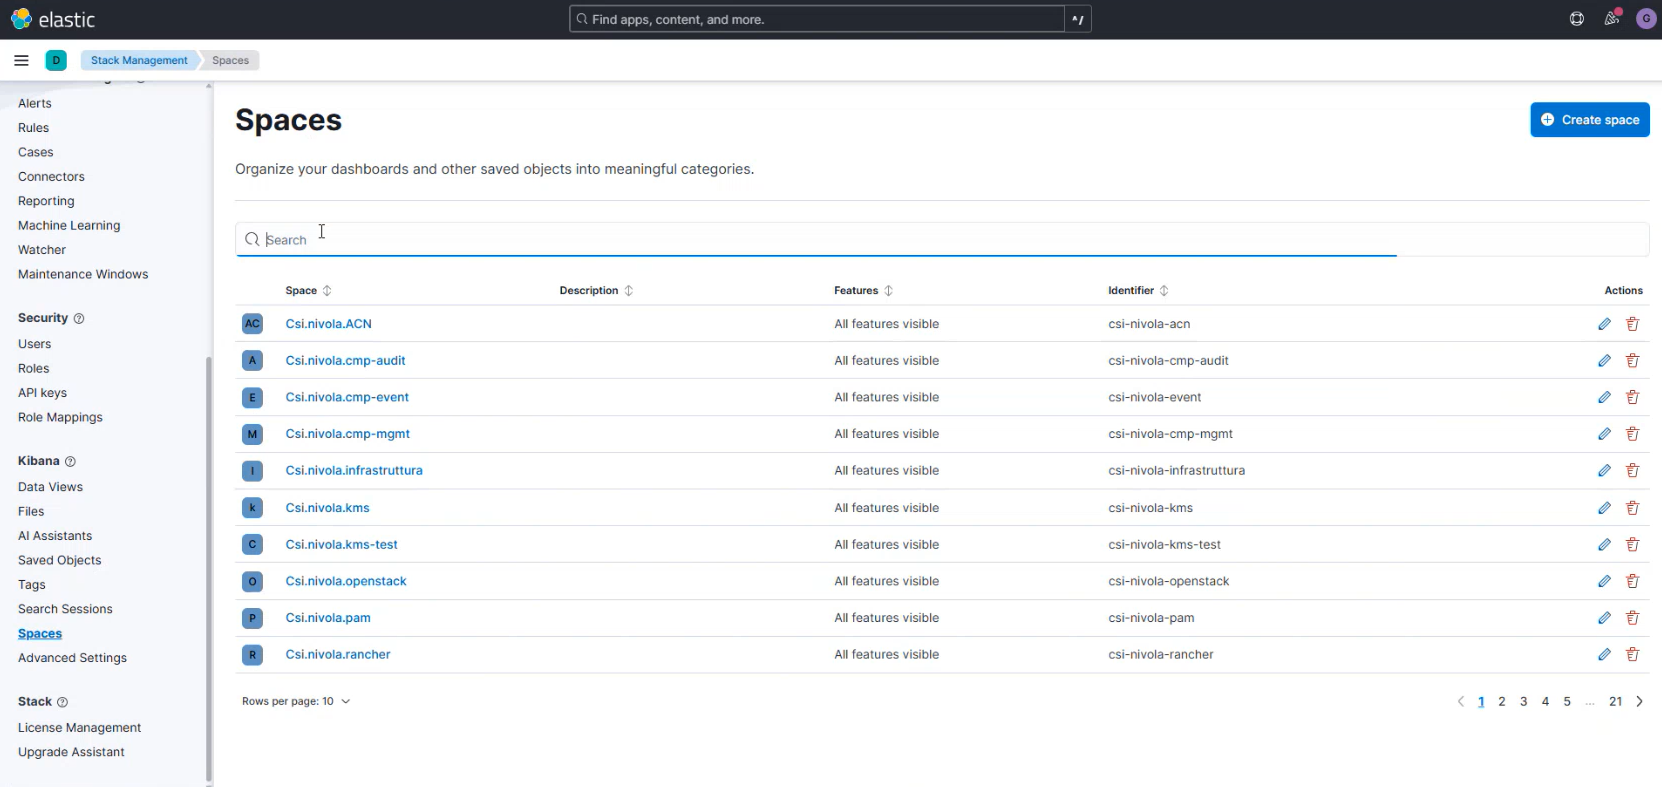 elastic
Find apps, content, and more.
^/
G
D
Stack Management
Spaces
Alerts
Rules
Cases
Connectors
Reporting
Machine Learning
Watcher
Maintenance Windows
Security
Users
Roles
API keys
Role Mappings
Kibana
Data Views
Files
AI Assistants
Saved Objects
Tags
Search Sessions
Spaces
Advanced Settings
Stack
License Management
Upgrade Assistant
Spaces
Create space
Organize your dashboards and other saved objects into meaningful categories.
Search
Space Description Features Identifier Actions
AC Csi.nivola.ACN All features visible csi-nivola-acn
A Csi.nivola.cmp-audit All features visible csi-nivola-cmp-audit
E Csi.nivola.cmp-event All features visible csi-nivola-event
M Csi.nivola.cmp-mgmt All features visible csi-nivola-cmp-mgmt
I Csi.nivola.infrastruttura All features visible csi-nivola-infrastruttura
k Csi.nivola.kms All features visible csi-nivola-kms
C Csi.nivola.kms-test All features visible csi-nivola-kms-test
O Csi.nivola.openstack All features visible csi-nivola-openstack
P Csi.nivola.pam All features visible csi-nivola-pam
R Csi.nivola.rancher All features visible csi-nivola-rancher
Rows per page: 10
1 2 3 4 5 ... 21